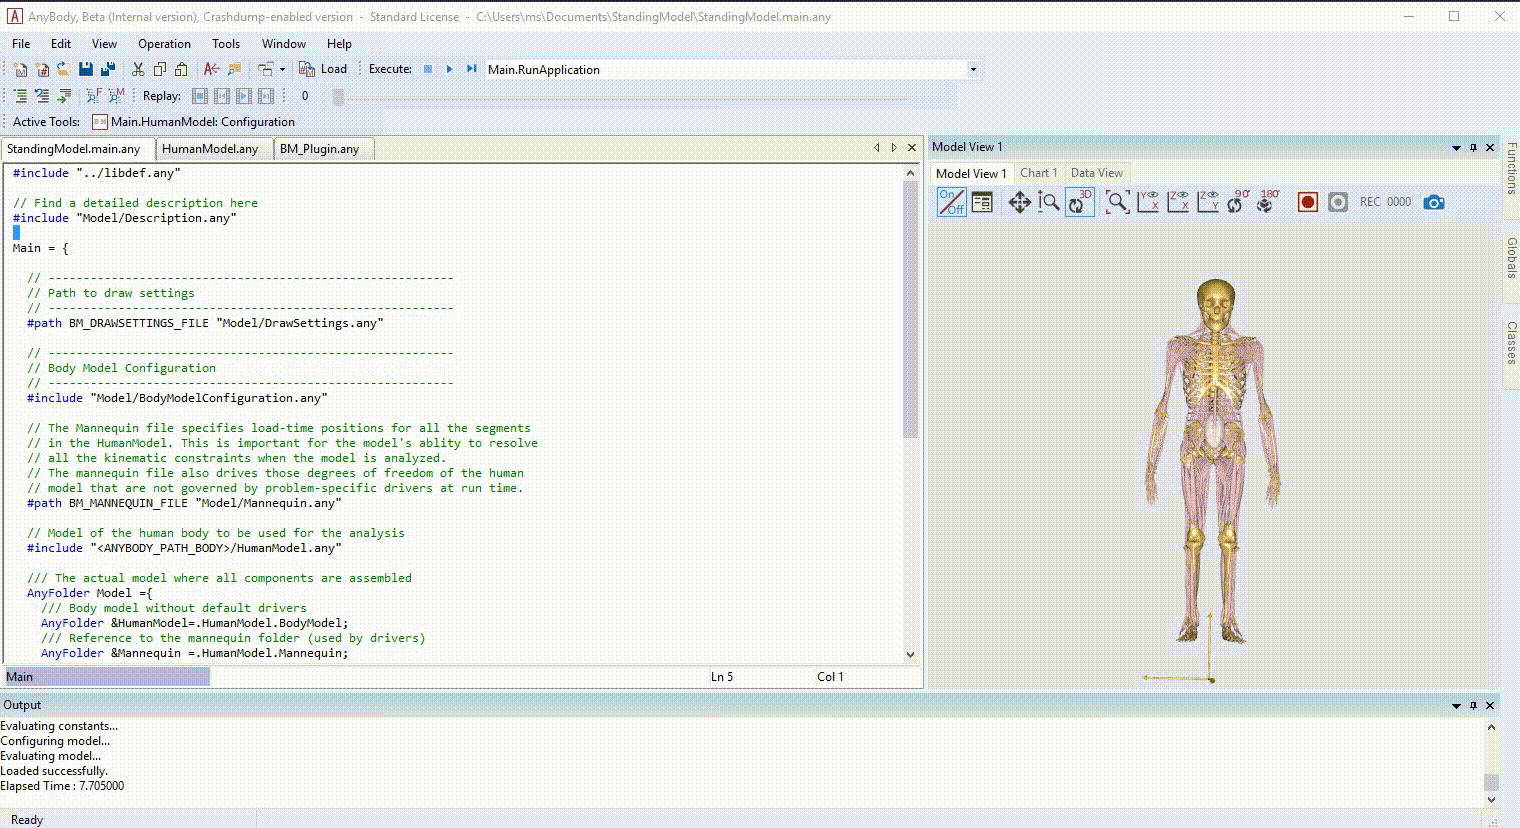 AnyBody, Beta (Internal version), Crashdump-enabled version - Standard License - C:\Users\ms\Documents\StandingModel\StandingModel.main.any
File Edit View Operation Tools Window Help
Load Execute: Main.RunApplication
F M Replay: 0
Active Tools: BM Main.HumanModel: Configuration
StandingModel.main.any HumanModel.any BM_Plugin.any
#include "../libdef.any"
// Find a detailed description here
#include "Model/Description.any"
Main = {
// ----------------------------------------------------------
// Path to draw settings
// ----------------------------------------------------------
#path BM_DRAWSETTINGS_FILE "Model/DrawSettings.any"
// ----------------------------------------------------------
// Body Model Configuration
// ----------------------------------------------------------
#include "Model/BodyModelConfiguration.any"
// The Mannequin file specifies load-time positions for all the segments
// in the HumanModel. This is important for the model's ablity to resolve
// all the kinematic constraints when the model is analyzed.
// The mannequin file also drives those degrees of freedom of the human
// model that are not governed by problem-specific drivers at run time.
#path BM_MANNEQUIN_FILE "Model/Mannequin.any"
// Model of the human body to be used for the analysis
#include "<ANYBODY_PATH_BODY>/HumanModel.any"
/// The actual model where all components are assembled
AnyFolder Model ={
/// Body model without default drivers
AnyFolder &HumanModel=.HumanModel.BodyModel;
/// Reference to the mannequin folder (used by drivers)
AnyFolder &Mannequin =.HumanModel.Mannequin;
Main Ln 5 Col 1
Model View 1
Model View 1 Chart 1 Data View
On/Off 3D Y X Z X Z Y 90° 180° REC 0000
Functions
Globals
Classes
Output
Evaluating constants...
Configuring model...
Evaluating model...
Loaded successfully.
Elapsed Time : 7.705000
Ready